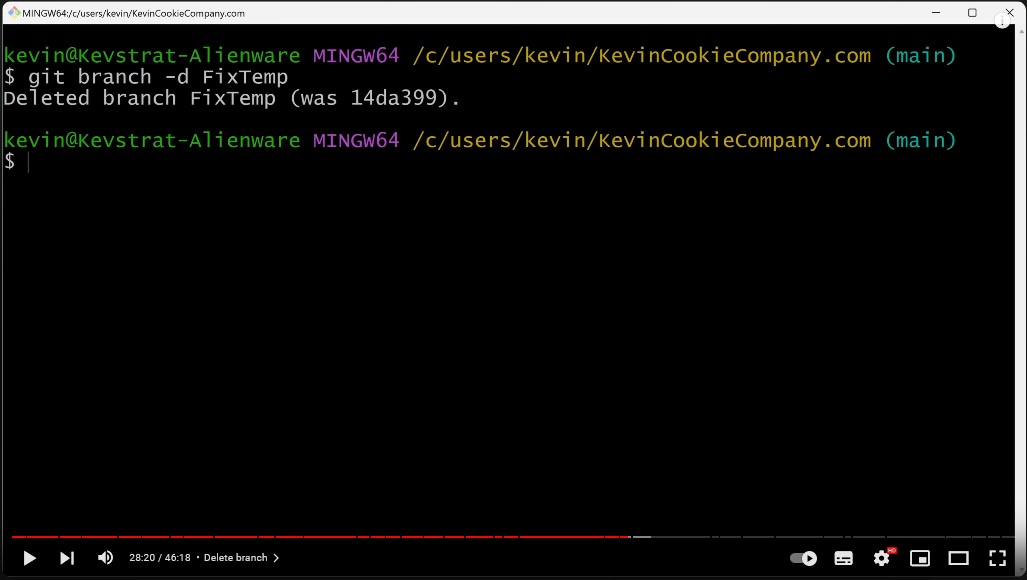 MINGW64:/c/users/kevin/KevinCookieCompany.com
kevin@Kevstrat-Alienware MINGW64 /c/users/kevin/KevinCookieCompany.com (main)
$ git branch -d FixTemp
Deleted branch FixTemp (was 14da399).
kevin@Kevstrat-Alienware MINGW64 /c/users/kevin/KevinCookieCompany.com (main)
$
28:20 / 46:18 • Delete branch >
HD